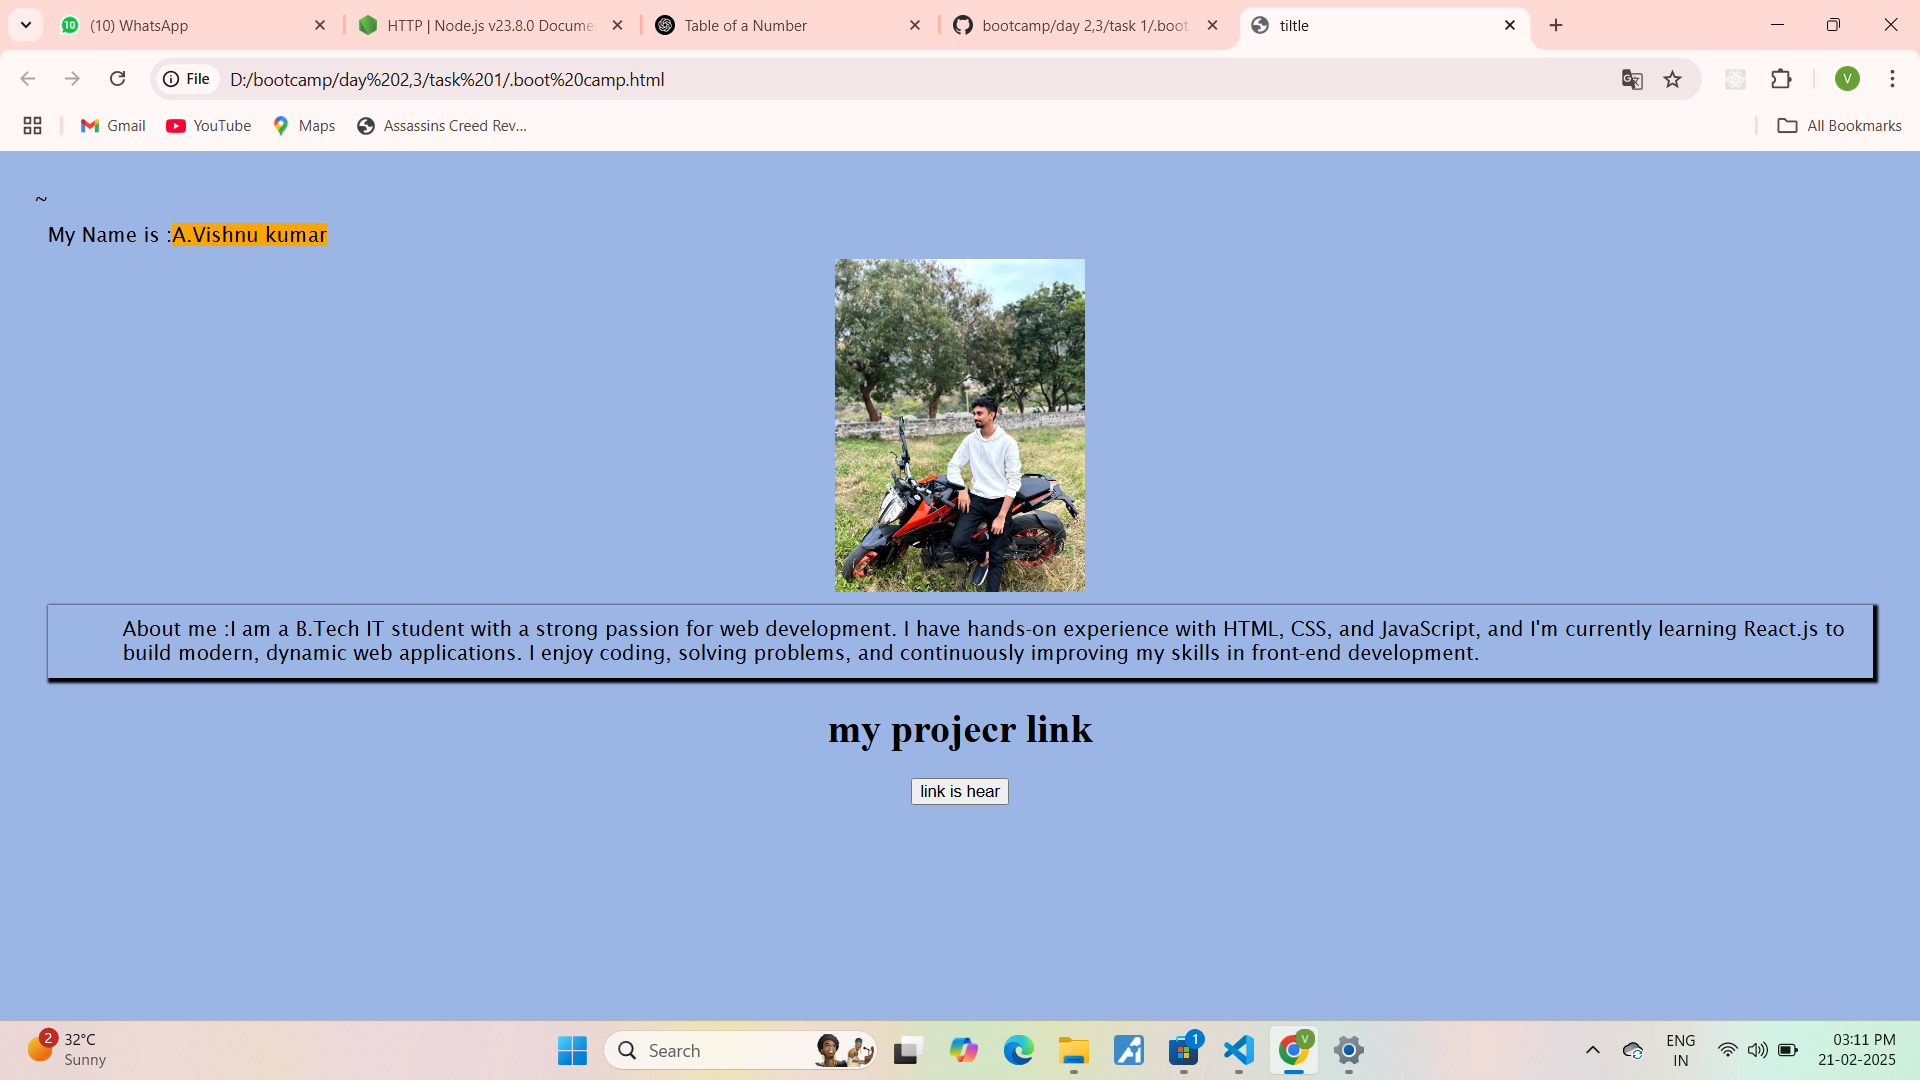 (10) WhatsApp
HTTP | Node.js v23.8.0 Docume
Table of a Number
bootcamp/day 2,3/task 1/.boot
tiltle
File
D:/bootcamp/day%202,3/task%201/.boot%20camp.html
V
Gmail
YouTube
Maps
Assassins Creed Rev...
All Bookmarks
~
My Name is :A.Vishnu kumar
About me :I am a B.Tech IT student with a strong passion for web development. I have hands-on experience with HTML, CSS, and JavaScript, and I'm currently learning React.js to
build modern, dynamic web applications. I enjoy coding, solving problems, and continuously improving my skills in front-end development.
my projecr link
link is hear
2
32°C
Sunny
Search
1
V
ENG
IN
03:11 PM
21-02-2025